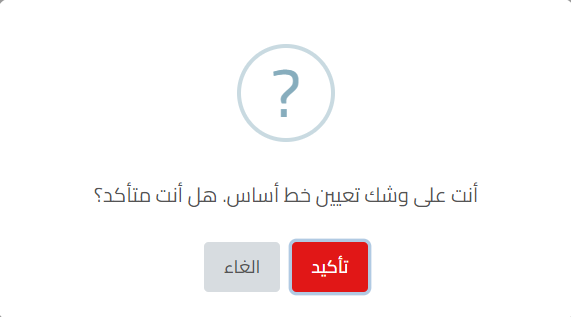 ?
أنت على وشك تعيين خط أساس. هل أنت متأكد؟
تأكيد
الغاء